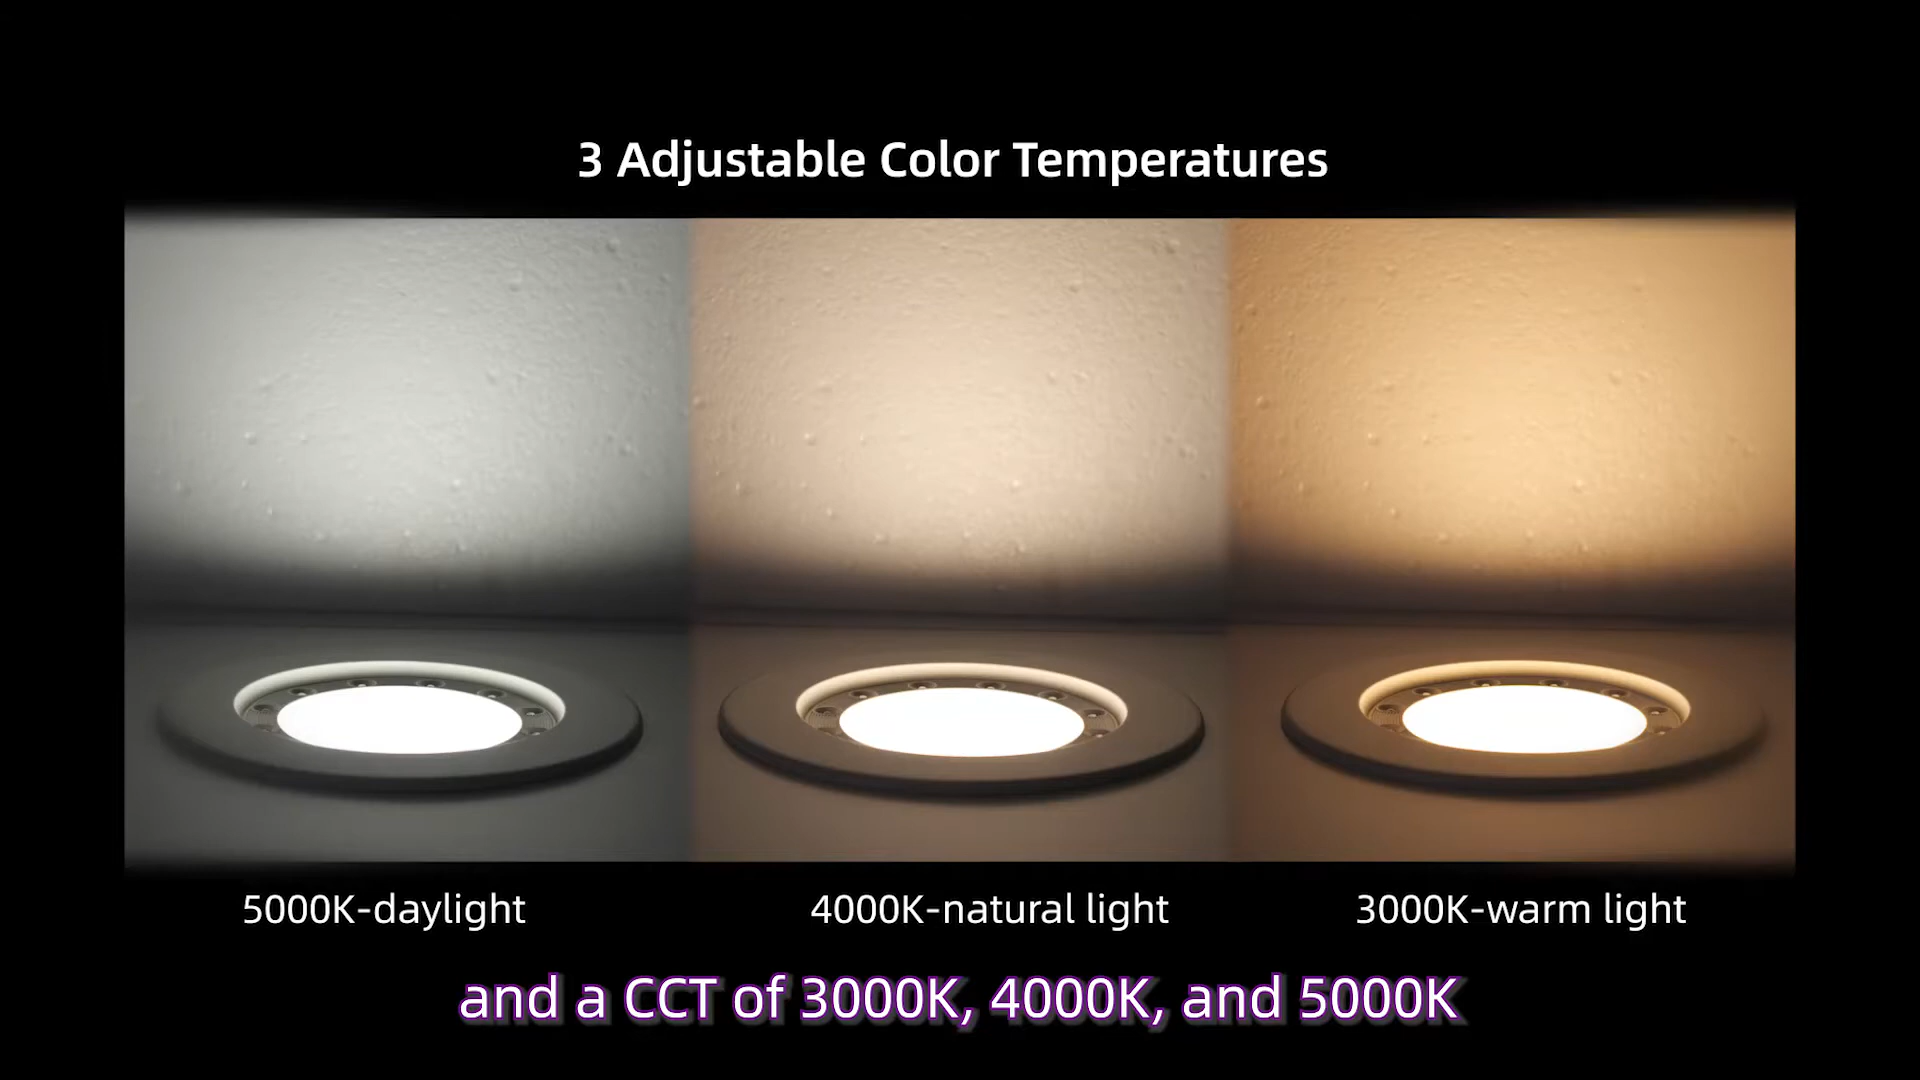 3 Adjustable Color Temperatures
5000K-daylight
4000K-natural light
3000K-warm light
and a CCT of 3000K, 4000K, and 5000K